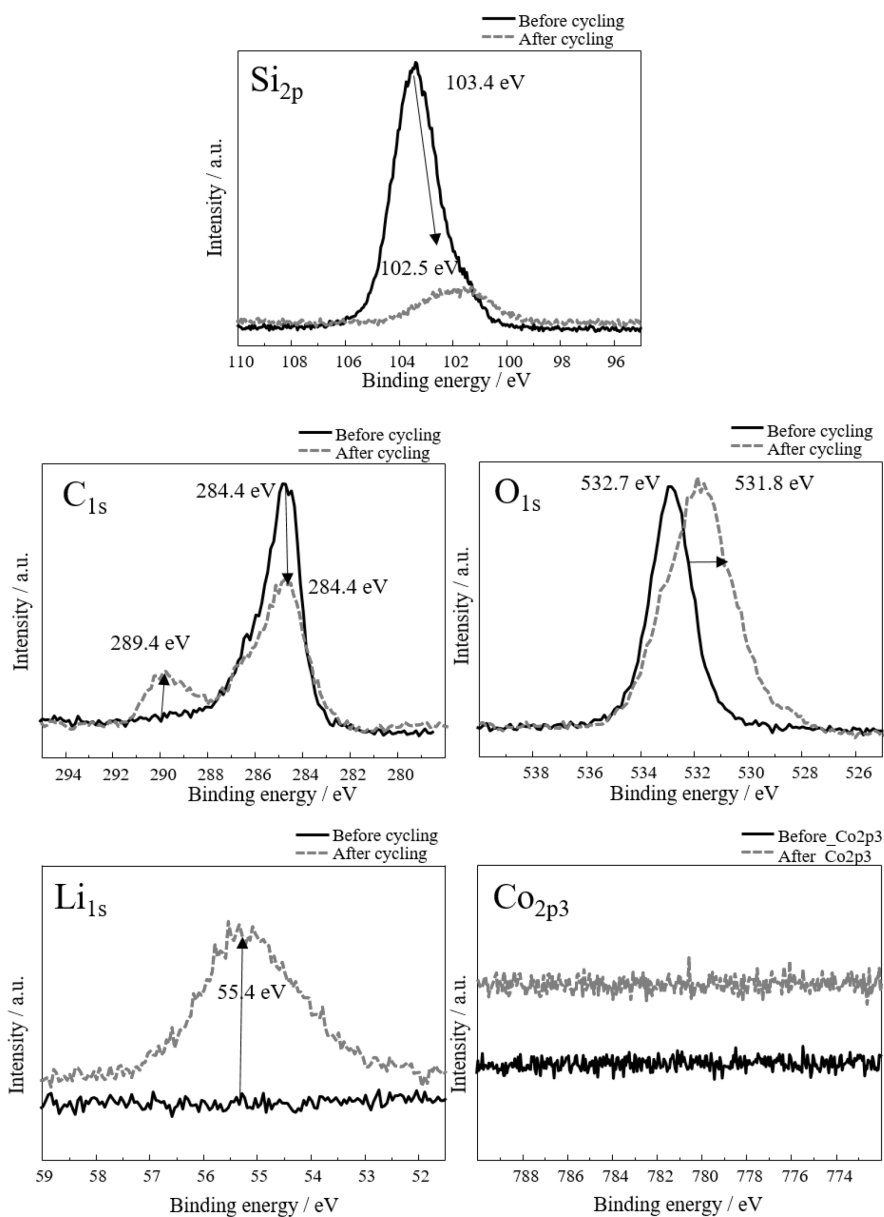 Before cycling
After cycling
Si2p
103.4 eV
102.5 eV
Intensity / a.u.
110 108 106 104 102 100 98 96
Binding energy / eV
Before cycling
After cycling
C1s
284.4 eV
284.4 eV
289.4 eV
Intensity / a.u.
294 292 290 288 286 284 282 280
Binding energy / eV
Before cycling
After cycling
532.7 eV
531.8 eV
O1s
Intensity / a.u.
538 536 534 532 530 528 526
Binding energy / eV
Before cycling
After cycling
Li1s
55.4 eV
Intensity / a.u.
59 58 57 56 55 54 53 52
Binding energy / eV
Before_Co2p3
After_Co2p3
Co2p3
Intensity / a.u.
788 786 784 782 780 778 776 774
Binding energy / eV